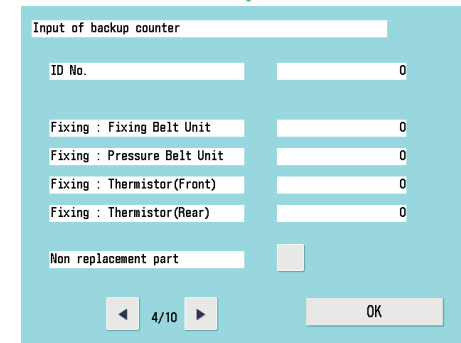 Input of backup counter
ID No. 0
Fixing : Fixing Belt Unit 0
Fixing : Pressure Belt Unit 0
Fixing : Thermistor(Front) 0
Fixing : Thermistor(Rear) 0
Non replacement part
4/10 OK